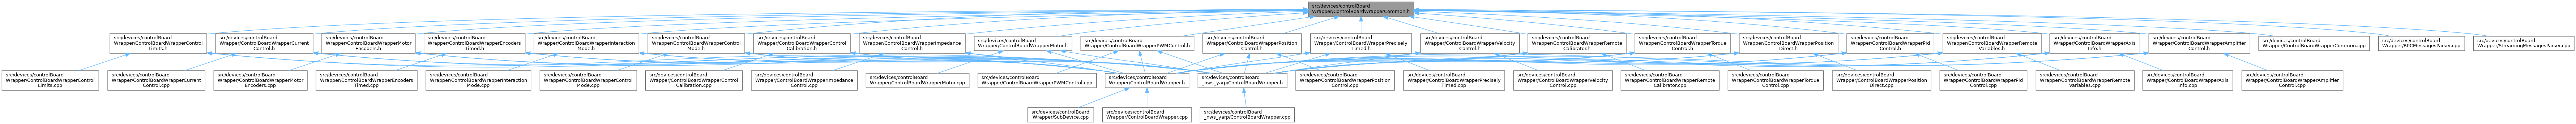 src/devices/controlBoard
Wrapper/ControlBoardWrapperCommon.h
src/devices/controlBoard
Wrapper/ControlBoardWrapperControl
Limits.h
src/devices/controlBoard
Wrapper/ControlBoardWrapperCurrent
Control.h
src/devices/controlBoard
Wrapper/ControlBoardWrapperMotor
Encoders.h
src/devices/controlBoard
Wrapper/ControlBoardWrapperEncoders
Timed.h
src/devices/controlBoard
Wrapper/ControlBoardWrapperInteraction
Mode.h
src/devices/controlBoard
Wrapper/ControlBoardWrapperControl
Mode.h
src/devices/controlBoard
Wrapper/ControlBoardWrapperControl
Calibration.h
src/devices/controlBoard
Wrapper/ControlBoardWrapperImpedance
Control.h
src/devices/controlBoard
Wrapper/ControlBoardWrapperMotor.h
src/devices/controlBoard
Wrapper/ControlBoardWrapperPWMControl.h
src/devices/controlBoard
Wrapper/ControlBoardWrapperPosition
Control.h
src/devices/controlBoard
Wrapper/ControlBoardWrapperPrecisely
Timed.h
src/devices/controlBoard
Wrapper/ControlBoardWrapperVelocity
Control.h
src/devices/controlBoard
Wrapper/ControlBoardWrapperRemote
Calibrator.h
src/devices/controlBoard
Wrapper/ControlBoardWrapperTorque
Control.h
src/devices/controlBoard
Wrapper/ControlBoardWrapperPosition
Direct.h
src/devices/controlBoard
Wrapper/ControlBoardWrapperPid
Control.h
src/devices/controlBoard
Wrapper/ControlBoardWrapperRemote
Variables.h
src/devices/controlBoard
Wrapper/ControlBoardWrapperAxis
Info.h
src/devices/controlBoard
Wrapper/ControlBoardWrapperAmplifier
Control.h
src/devices/controlBoard
Wrapper/ControlBoardWrapperCommon.cpp
src/devices/controlBoard
Wrapper/RPCMessagesParser.cpp
src/devices/controlBoard
Wrapper/StreamingMessagesParser.cpp
src/devices/controlBoard
Wrapper/ControlBoardWrapperControl
Limits.cpp
src/devices/controlBoard
Wrapper/ControlBoardWrapperCurrent
Control.cpp
src/devices/controlBoard
Wrapper/ControlBoardWrapperMotor
Encoders.cpp
src/devices/controlBoard
Wrapper/ControlBoardWrapperEncoders
Timed.cpp
src/devices/controlBoard
Wrapper/ControlBoardWrapperInteraction
Mode.cpp
src/devices/controlBoard
Wrapper/ControlBoardWrapperControl
Mode.cpp
src/devices/controlBoard
Wrapper/ControlBoardWrapperControl
Calibration.cpp
src/devices/controlBoard
Wrapper/ControlBoardWrapperImpedance
Control.cpp
src/devices/controlBoard
Wrapper/ControlBoardWrapperMotor.cpp
src/devices/controlBoard
Wrapper/ControlBoardWrapperPWMControl.cpp
src/devices/controlBoard
Wrapper/ControlBoardWrapper.h
src/devices/controlBoard
_nws_yarp/ControlBoardWrapper.h
src/devices/controlBoard
Wrapper/ControlBoardWrapperPosition
Control.cpp
src/devices/controlBoard
Wrapper/ControlBoardWrapperPrecisely
Timed.cpp
src/devices/controlBoard
Wrapper/ControlBoardWrapperVelocity
Control.cpp
src/devices/controlBoard
Wrapper/ControlBoardWrapperRemote
Calibrator.cpp
src/devices/controlBoard
Wrapper/ControlBoardWrapperTorque
Control.cpp
src/devices/controlBoard
Wrapper/ControlBoardWrapperPosition
Direct.cpp
src/devices/controlBoard
Wrapper/ControlBoardWrapperPid
Control.cpp
src/devices/controlBoard
Wrapper/ControlBoardWrapperRemote
Variables.cpp
src/devices/controlBoard
Wrapper/ControlBoardWrapperAxis
Info.cpp
src/devices/controlBoard
Wrapper/ControlBoardWrapperAmplifier
Control.cpp
src/devices/controlBoard
Wrapper/SubDevice.cpp
src/devices/controlBoard
Wrapper/ControlBoardWrapper.cpp
src/devices/controlBoard
_nws_yarp/ControlBoardWrapper.cpp